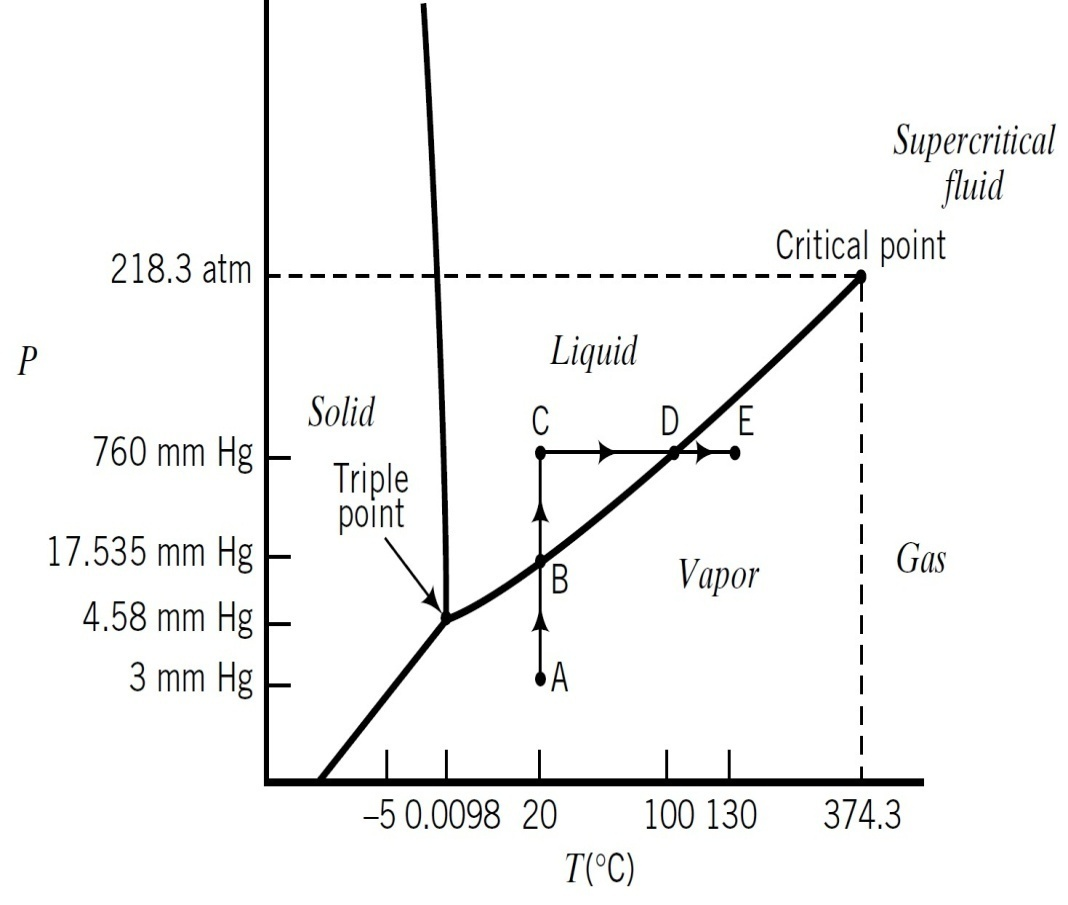 Supercritical
fluid
Critical point
218.3 atm
P
Liquid
Solid
C
D
E
760 mm Hg
Triple
point
17.535 mm Hg
B
Vapor
Gas
4.58 mm Hg
3 mm Hg
A
–5 0.0098 20 100 130 374.3
T(°C)